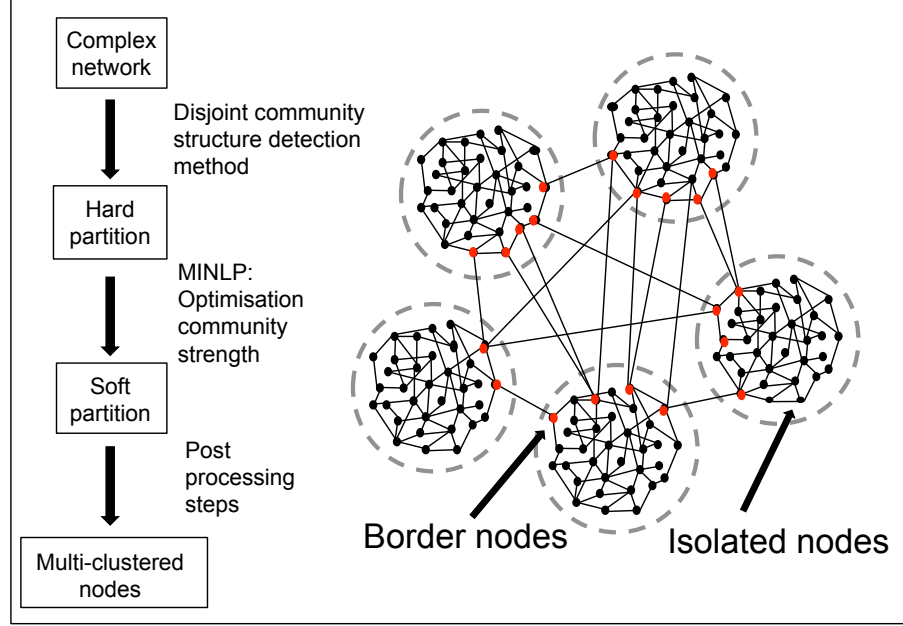 Complex
network
Disjoint community
structure detection
method
Hard
partition
MINLP:
Optimisation
community
strength
Soft
partition
Post
processing
steps
Multi-clustered
nodes
Border nodes
Isolated nodes